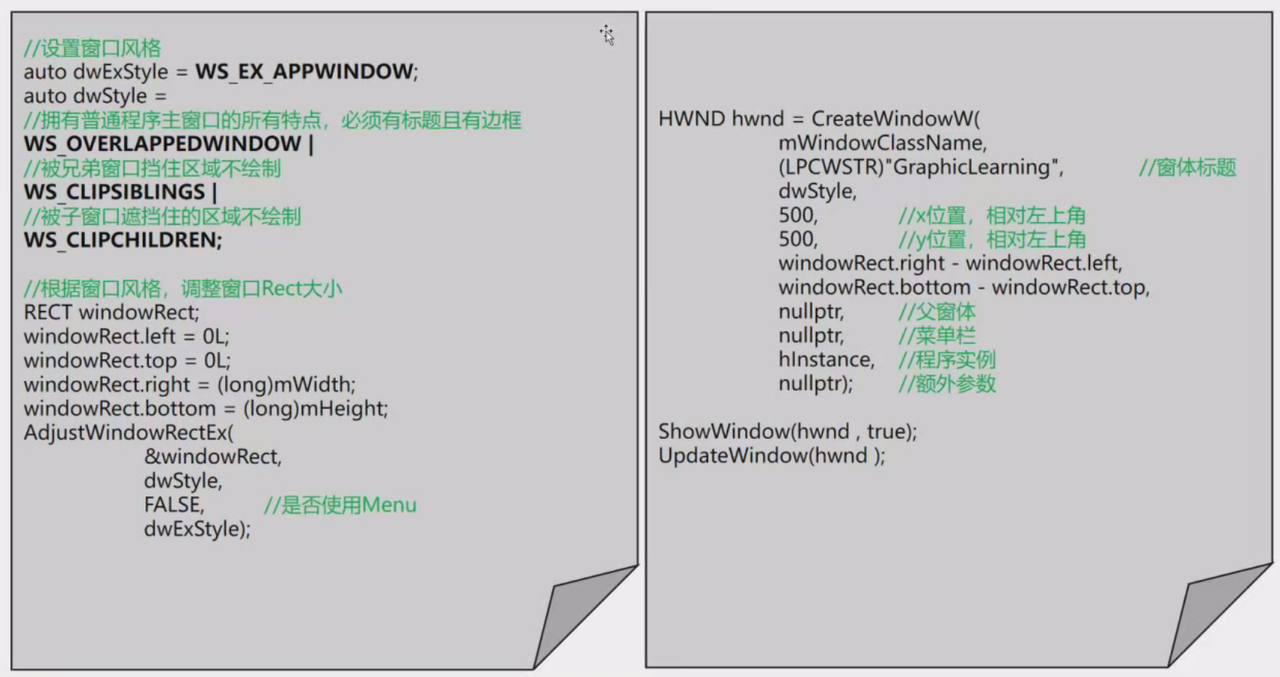 //设置窗口风格
auto dwExStyle = WS_EX_APPWINDOW;
auto dwStyle =
//拥有普通程序主窗口的所有特点，必须有标题且有边框
WS_OVERLAPPEDWINDOW |
//被兄弟窗口挡住区域不绘制
WS_CLIPSIBLINGS |
//被子窗口遮挡住的区域不绘制
WS_CLIPCHILDREN;
//根据窗口风格，调整窗口Rect大小
RECT windowRect;
windowRect.left = 0L;
windowRect.top = 0L;
windowRect.right = (long)mWidth;
windowRect.bottom = (long)mHeight;
AdjustWindowRectEx(
&windowRect,
dwStyle,
FALSE, //是否使用Menu
dwExStyle);
HWND hwnd = CreateWindowW(
mWindowClassName,
(LPCWSTR)"GraphicLearning", //窗体标题
dwStyle,
500, //x位置，相对左上角
500, //y位置，相对左上角
windowRect.right - windowRect.left,
windowRect.bottom - windowRect.top,
nullptr, //父窗体
nullptr, //菜单栏
hInstance, //程序实例
nullptr); //额外参数
ShowWindow(hwnd , true);
UpdateWindow(hwnd );